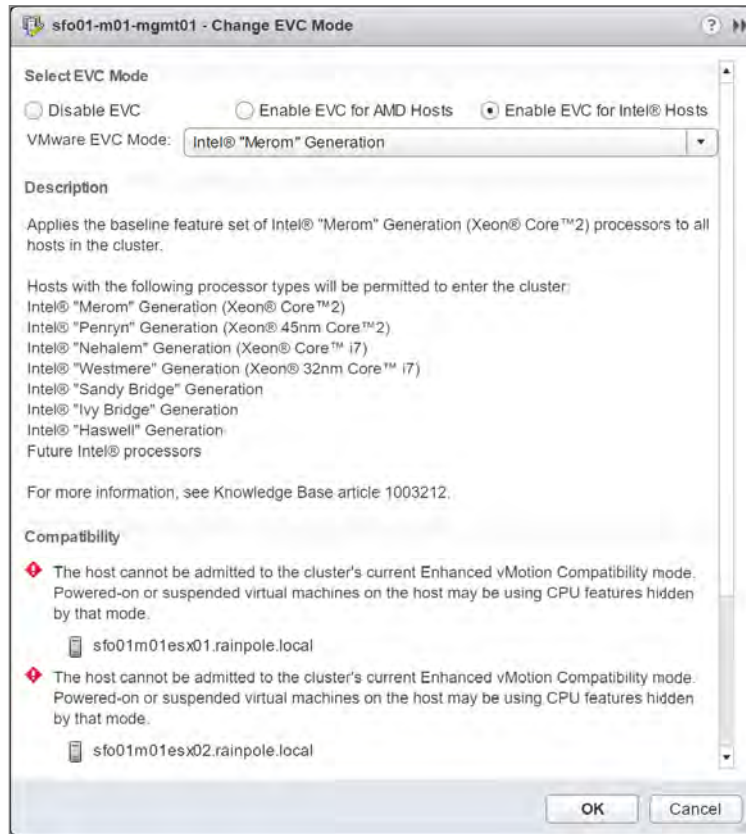 sfo01-m01-mgmt01 - Change EVC Mode
?
Select EVC Mode
Disable EVC
Enable EVC for AMD Hosts
Enable EVC for Intel® Hosts
VMware EVC Mode:
Intel® "Merom" Generation
Description
Applies the baseline feature set of Intel® "Merom" Generation (Xeon® Core™2) processors to all
hosts in the cluster.
Hosts with the following processor types will be permitted to enter the cluster:
Intel® "Merom" Generation (Xeon® Core™2)
Intel® "Penryn" Generation (Xeon® 45nm Core™2)
Intel® "Nehalem" Generation (Xeon® Core™ i7)
Intel® "Westmere" Generation (Xeon® 32nm Core™ i7)
Intel® "Sandy Bridge" Generation
Intel® "Ivy Bridge" Generation
Intel® "Haswell" Generation
Future Intel® processors
For more information, see Knowledge Base article 1003212.
Compatibility
The host cannot be admitted to the cluster's current Enhanced vMotion Compatibility mode.
Powered-on or suspended virtual machines on the host may be using CPU features hidden
by that mode.
sfo01m01esx01.rainpole.local
The host cannot be admitted to the cluster's current Enhanced vMotion Compatibility mode.
Powered-on or suspended virtual machines on the host may be using CPU features hidden
by that mode.
sfo01m01esx02.rainpole.local
OK
Cancel